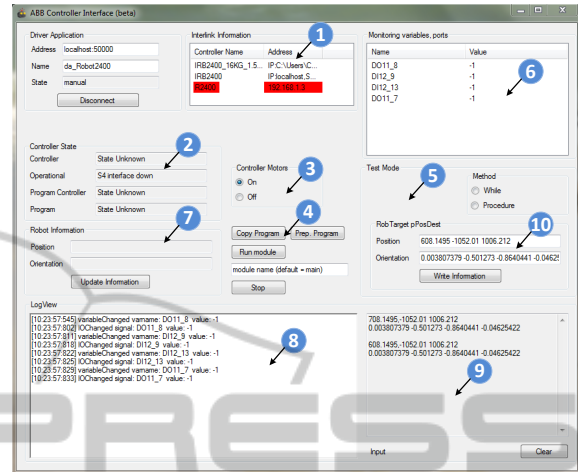 ABB Controller Interface (beta)
Driver Application
Address localhost:50000
Name da_Robot2400
State manual
Disconnect
Interlink Information
Controller Name Address
IRB2400_16KG_1.5... IP:C:\Users\C...
IRB2400 IP:localhost,S...
R2400 192.168.1.3
1
Monitoring variables, ports
Name Value
DO11_8 -1
DI12_9 -1
DI12_13 -1
DO11_7 -1
6
Controller State
Controller State Unknown
Operational S4 interface down
Program Controller State Unknown
Program State Unknown
2
Controller Motors
On
Off
3
4
Copy Program Prep. Program
Run module
module name (default = main)
Stop
Test Mode
Method
While
Procedure
5
RobTarget pPosDest
Position 608.1495 -1052.01 1006.212
Orientation 0.003807379 -0.501273 -0.8640441 -0.04625
Write Information
10
Robot Information
Position
Orientation
Update Information
7
LogView
[10:23:57:545] variableChanged varname: DO11_8 value: -1
[10:23:57:802] IOChanged signal: DO11_8 value: -1
[10:23:57:811] variableChanged varname: DI12_9 value: -1
[10:23:57:818] IOChanged signal: DI12_9 value: -1
[10:23:57:822] variableChanged varname: DI12_13 value: -1
[10:23:57:825] IOChanged signal: DI12_13 value: -1
[10:23:57:829] variableChanged varname: DO11_7 value: -1
[10:23:57:833] IOChanged signal: DO11_7 value: -1
8
708.1495,-1052.01 1006.212
0.003807379 -0.501273 -0.8640441 -0.04625422
608.1495,-1052.01 1006.212
0.003807379 -0.501273 -0.8640441 -0.04625422
9
Input Clear
PRESS